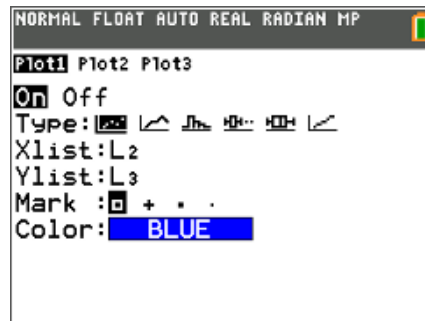 NORMAL FLOAT AUTO REAL RADIAN MP
Plot1 Plot2 Plot3
On Off
Type:
Xlist:L₂
Ylist:L₃
Mark :
Color: BLUE